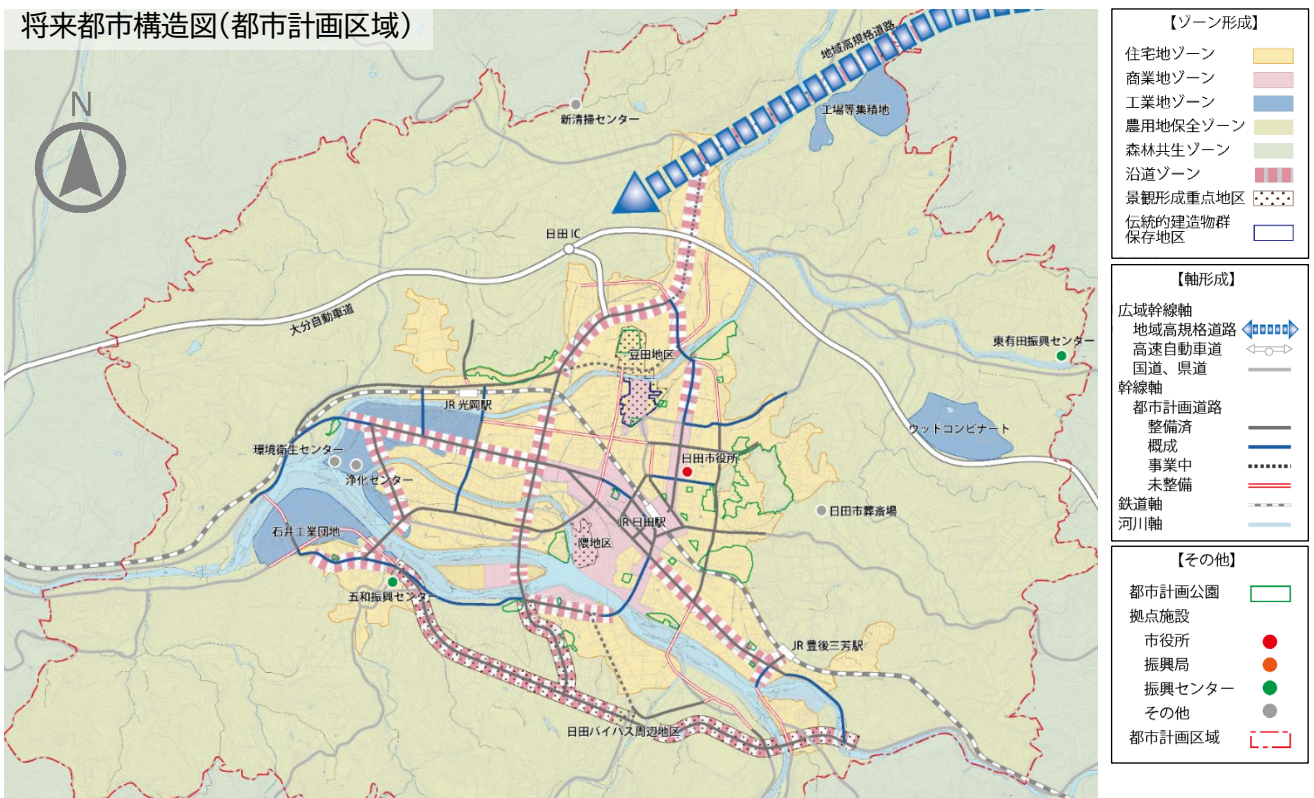 将来都市構造図(都市計画区域)
N
地域高規格道路
工場等集積地
新清掃センター
日田IC
大分自動車道
東有田振興センター
豆田地区
JR 光岡駅
ウッドコンビナート
環境衛生センター
日田市役所
浄化センター
日田市葬斎場
JR 日田駅
石井工業団地
隈地区
五和振興センター
JR 豊後三芳駅
日田バイパス周辺地区
【ゾーン形成】
住宅地ゾーン
商業地ゾーン
工業地ゾーン
農用地保全ゾーン
森林共生ゾーン
沿道ゾーン
景観形成重点地区
伝統的建造物群
保存地区
【軸形成】
広域幹線軸
地域高規格道路
高速自動車道
国道、県道
幹線軸
都市計画道路
整備済
概成
事業中
未整備
鉄道軸
河川軸
【その他】
都市計画公園
拠点施設
市役所
振興局
振興センター
その他
都市計画区域